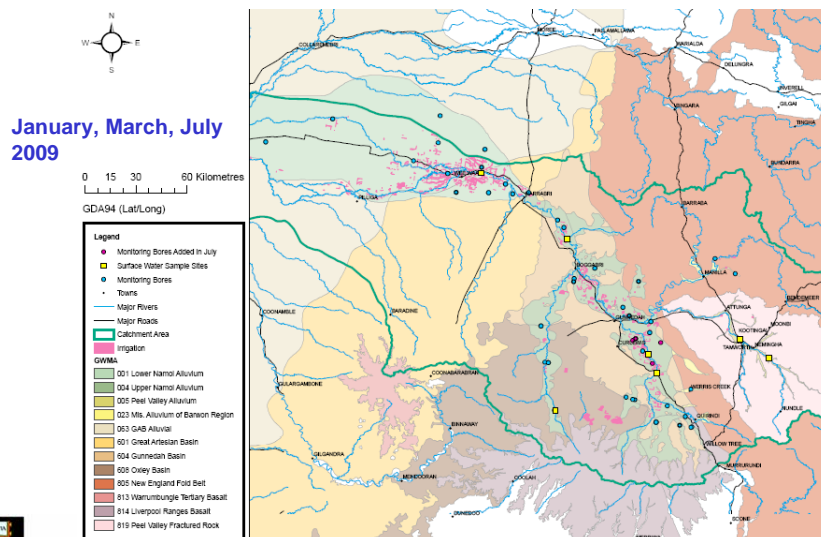 N
W E
S
January, March, July
2009
0 15 30 60 Kilometres
GDA94 (Lat/Long)
Legend
Monitoring Bores Added in July
Surface Water Sample Sites
Monitoring Bores
Towns
Major Rivers
Major Roads
Catchment Area
Irrigation
GWMA
001 Lower Namoi Alluvium
004 Upper Namoi Alluvium
005 Peel Valley Alluvium
023 Mis. Alluvium of Barwon Region
063 GAB Alluvial
601 Great Artesian Basin
604 Gunnedah Basin
608 Oxley Basin
805 New England Fold Belt
813 Warrumbungle Tertiary Basalt
814 Liverpool Ranges Basalt
819 Peel Valley Fractured Rock
MOREE
PALLAMALLAWA
WARIALDA
COLLARENEBRI
DELUNGRA
INVERELL
GILGAI
BINGARA
TINGHA
BUNDARRA
PILLIGA
NARRABRI
BARRABA
BOGGABRI
MANILLA
BENDEMEER
COONAMBLE
BARADINE
GUNNEDAH
ATTUNGA
MOONBI
KOOTINGAL
CURLEWIS
TAMWORTH
NEMINGHA
COONABARABRAN
GULARGAMBONE
WERRIS CREEK
NUNDLE
QUIRINDI
BINNAWAY
WILLOW TREE
GILGANDRA
MURRURUNDI
MENDOORAN
COOLAH
DUNEDOO
SCONE